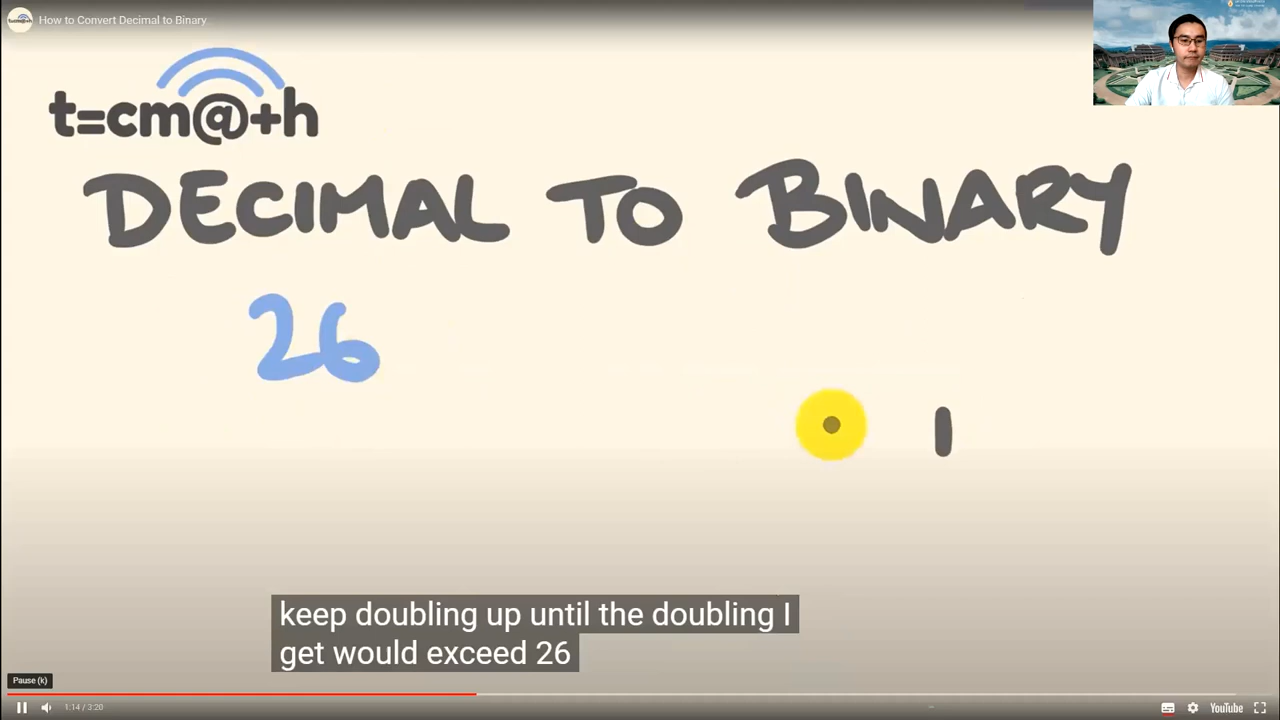 How to Convert Decimal to Binary
t=cm@+h
DECIMAL TO BINARY
26
1
keep doubling up until the doubling I
get would exceed 26
Pause (k)
1:14 / 3:20
YouTube